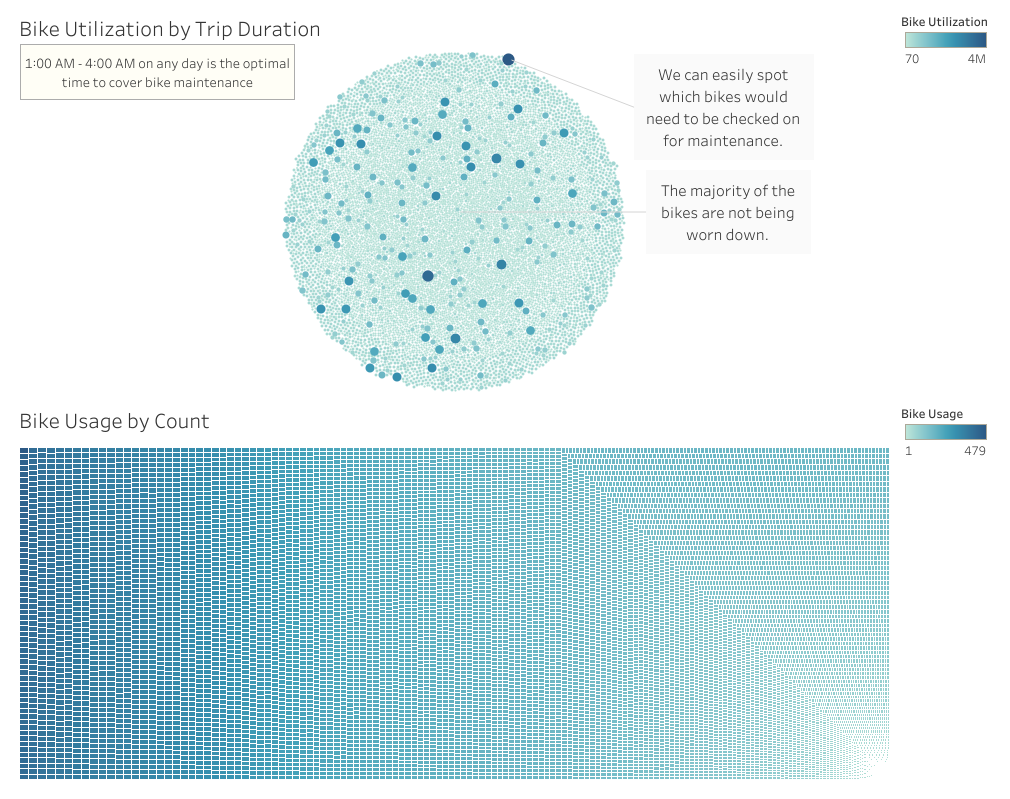 Bike Utilization by Trip Duration
1:00 AM - 4:00 AM on any day is the optimal
time to cover bike maintenance
We can easily spot
which bikes would
need to be checked on
for maintenance.
The majority of the
bikes are not being
worn down.
Bike Utilization
70 4M
Bike Usage by Count
Bike Usage
1 479